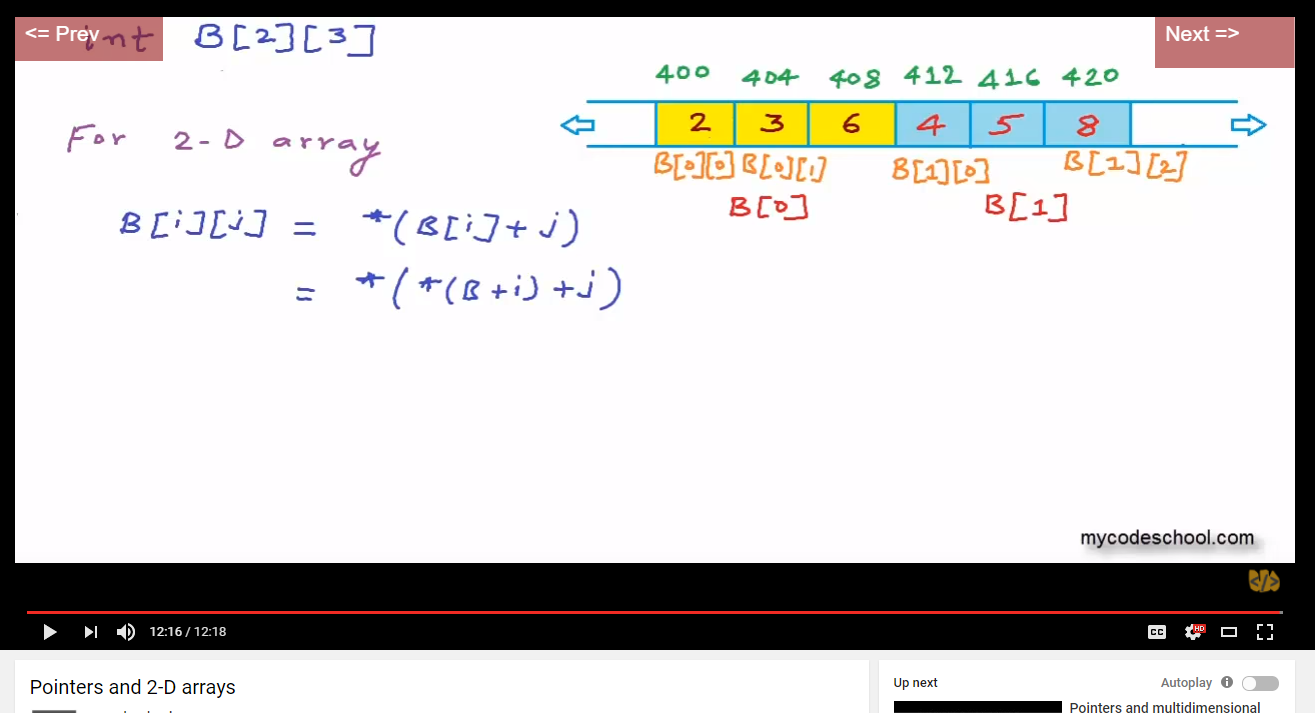 <= Prev
int B[2][3]
Next =>
400 404 408 412 416 420
2 3 6 4 5 8
B[0][0] B[0][1] B[1][0] B[1][2]
B[0] B[1]
For 2-D array
B[i][j] = *(B[i]+j)
= *(*(B+i)+j)
mycodeschool.com
</>
12:16 / 12:18
CC
HD
Pointers and 2-D arrays
Up next
Autoplay
Pointers and multidimensional